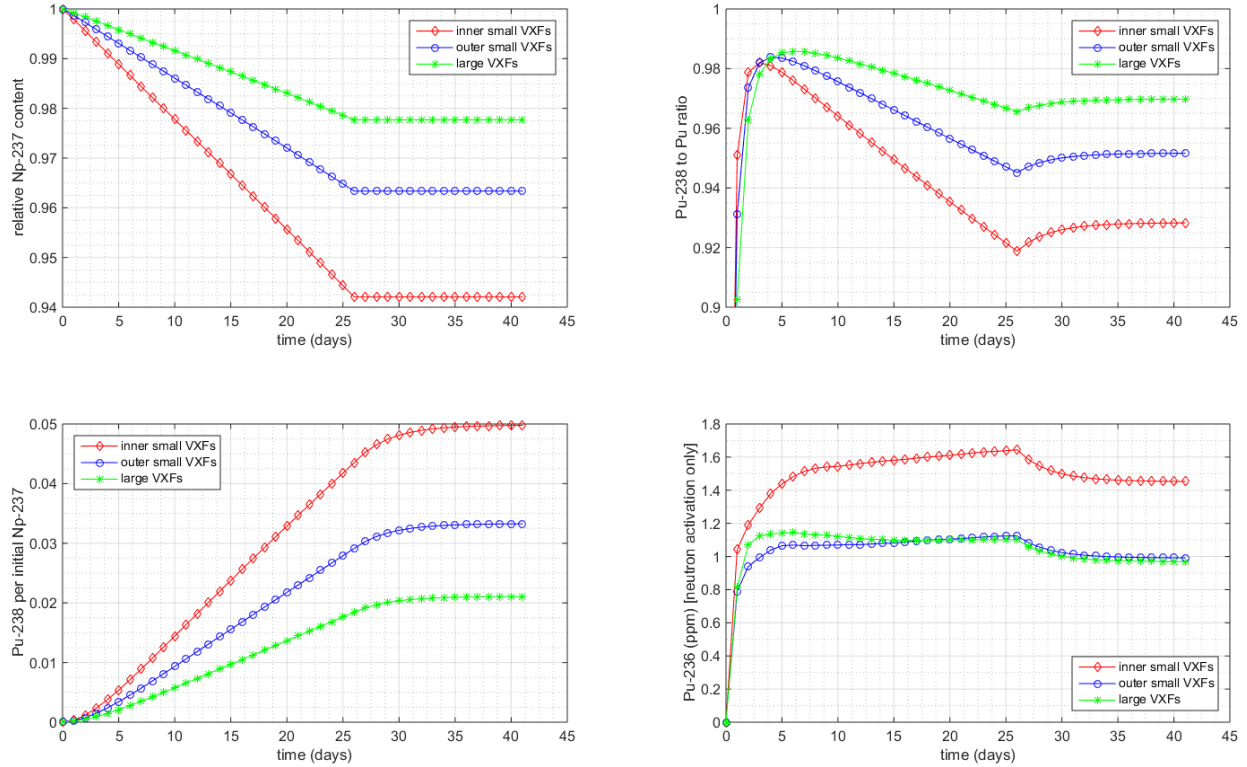 relative Np-237 content
1
0.99
0.98
0.97
0.96
0.95
0.94
inner small VXFs
outer small VXFs
large VXFs
0 5 10 15 20 25 30 35 40 45
time (days)
Pu-238 to Pu ratio
1
0.98
0.96
0.94
0.92
0.9
inner small VXFs
outer small VXFs
large VXFs
0 5 10 15 20 25 30 35 40 45
time (days)
Pu-238 per initial Np-237
0.05
0.04
0.03
0.02
0.01
0
inner small VXFs
outer small VXFs
large VXFs
0 5 10 15 20 25 30 35 40 45
time (days)
Pu-236 (ppm) [neutron activation only]
1.8
1.6
1.4
1.2
1
0.8
0.6
0.4
0.2
0
inner small VXFs
outer small VXFs
large VXFs
0 5 10 15 20 25 30 35 40 45
time (days)